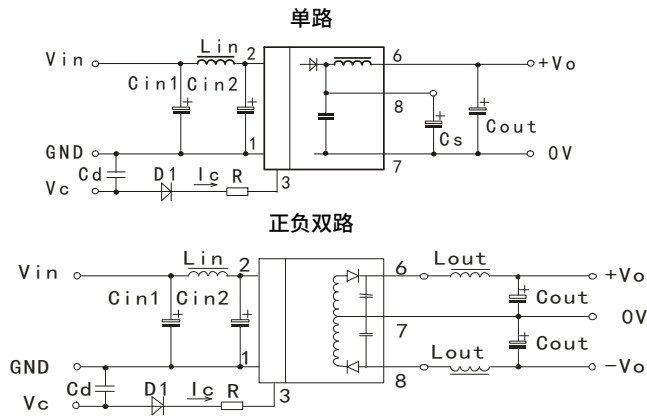 单路
Vin Lin 2 6 +Vo
Cin1 Cin2 8 Cs Cout
GND 1 7 0V
Cd D1 Ic R 3
Vc
正负双路
Vin Lin 2 6 Lout +Vo
Cin1 Cin2 Cout
7 0V
Cout
GND 1 8 Lout -Vo
Cd D1 Ic R 3
Vc